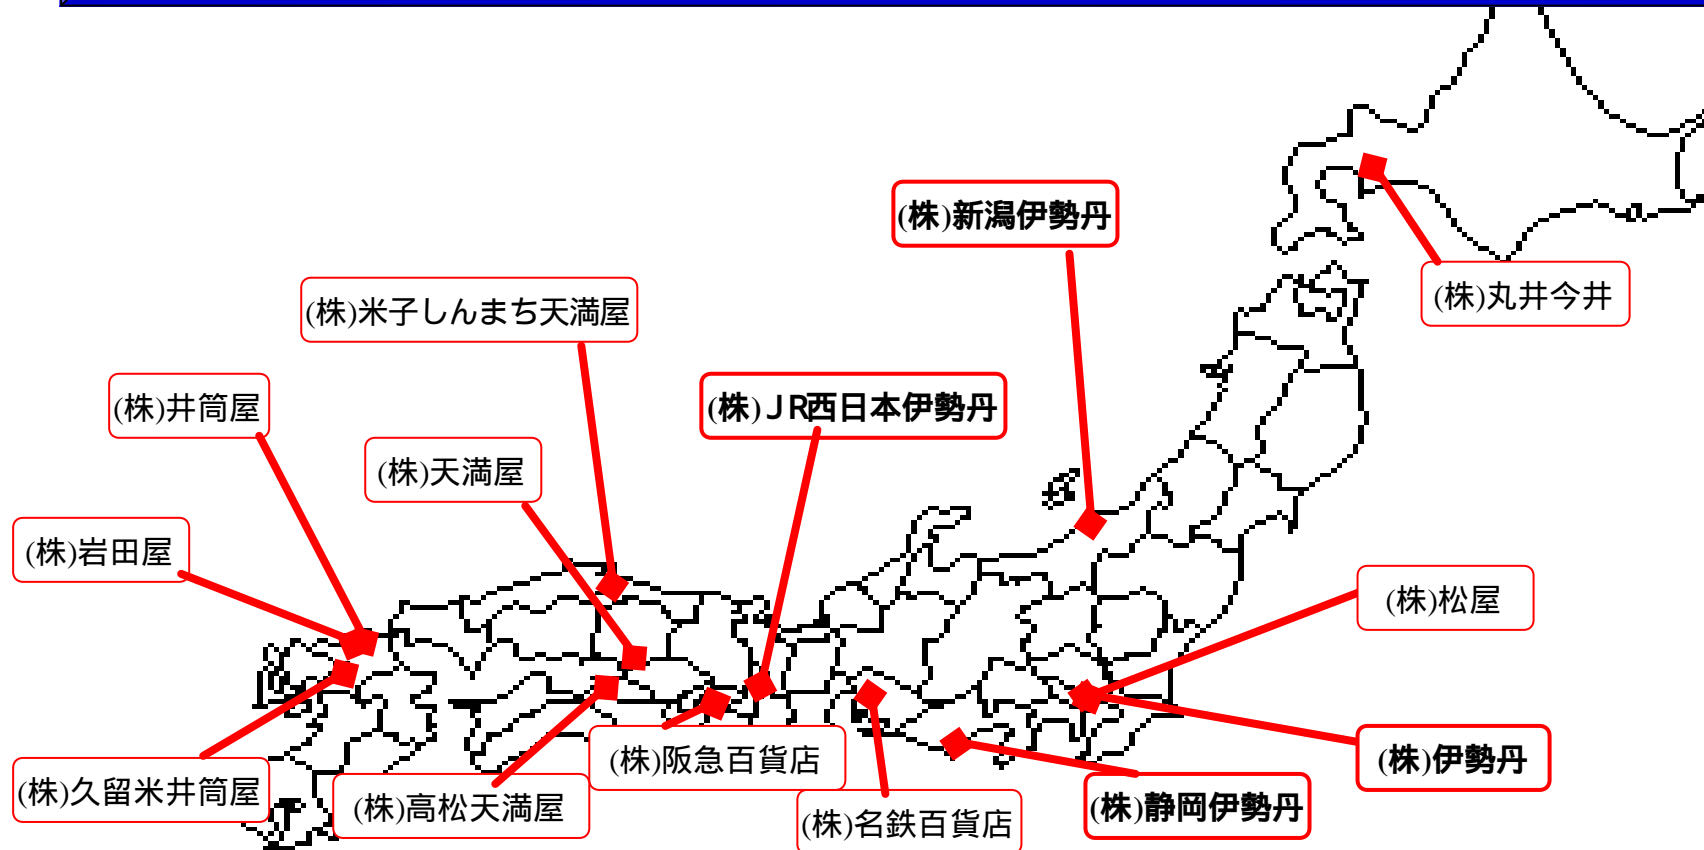 (株)新潟伊勢丹
(株)丸井今井
(株)米子しんまち天満屋
(株)井筒屋
(株)JR西日本伊勢丹
(株)天満屋
(株)岩田屋
(株)松屋
(株)阪急百貨店
(株)伊勢丹
(株)久留米井筒屋
(株)高松天満屋
(株)名鉄百貨店
(株)静岡伊勢丹